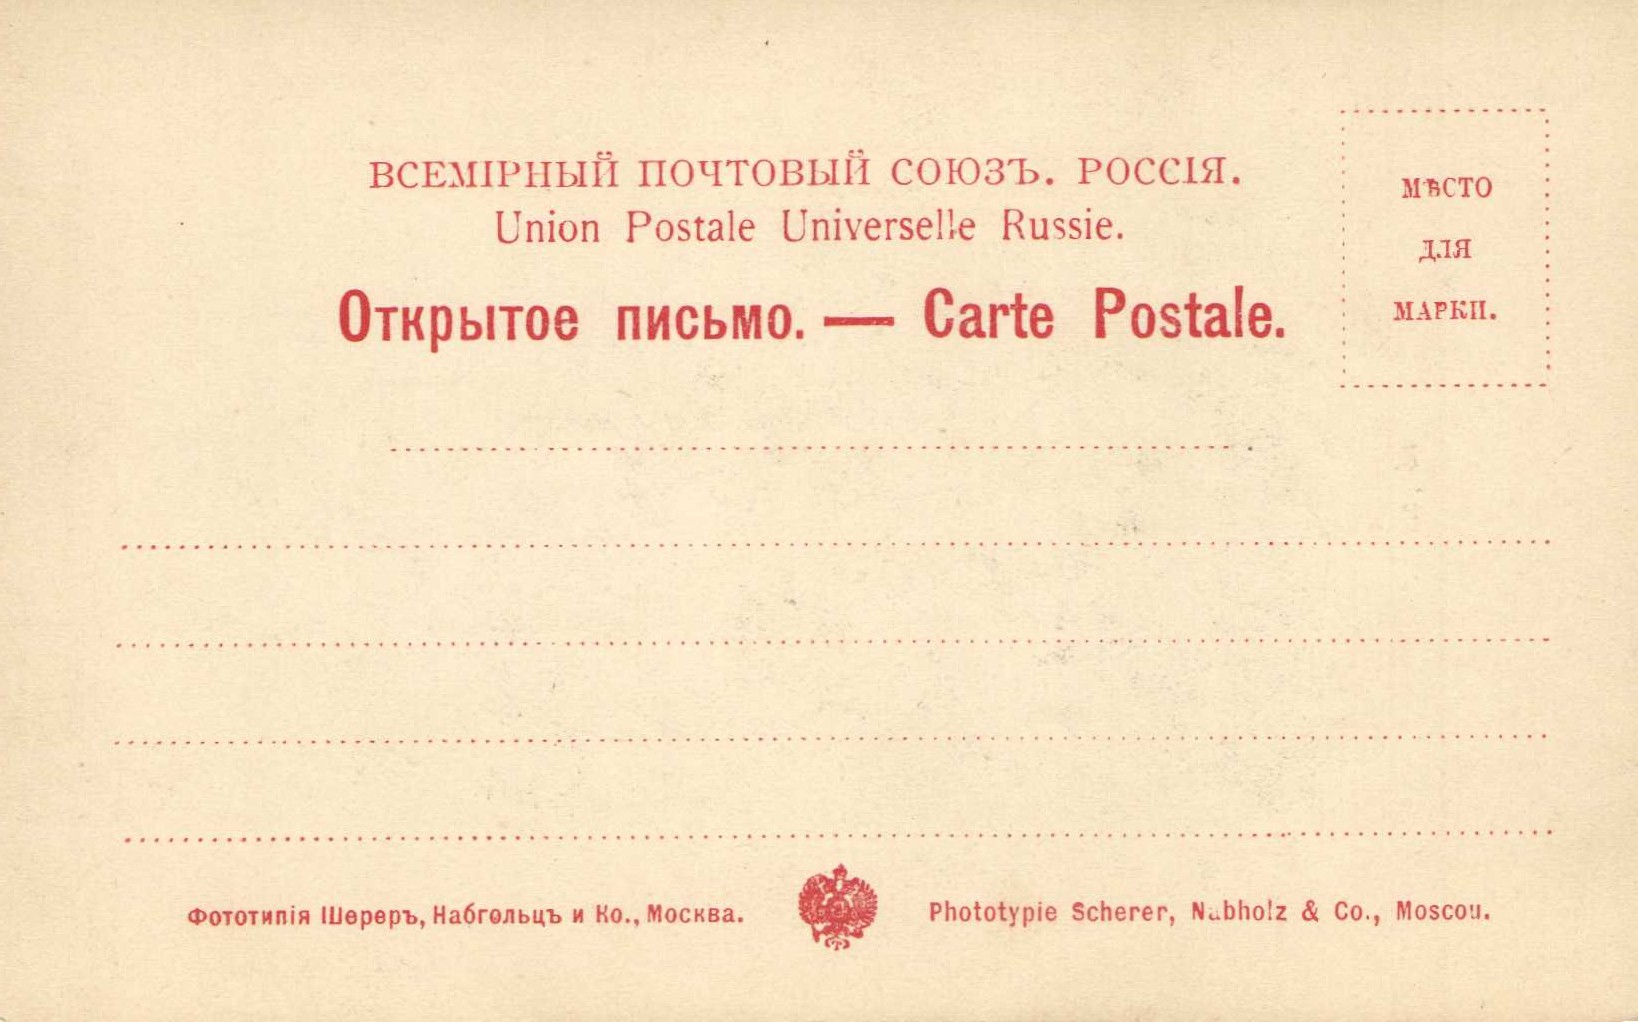 ВСЕМІРНЫЙ ПОЧТОВЫЙ СОЮЗЪ. РОССІЯ.
Union Postale Universelle Russie.
Открытое письмо. — Carte Postale.
МѢСТО
ДЛЯ
МАРКИ.
Фототипія Шереръ, Набгольцъ и Ко., Москва.
Phototypie Scherer, Nabholz & Co., Moscou.